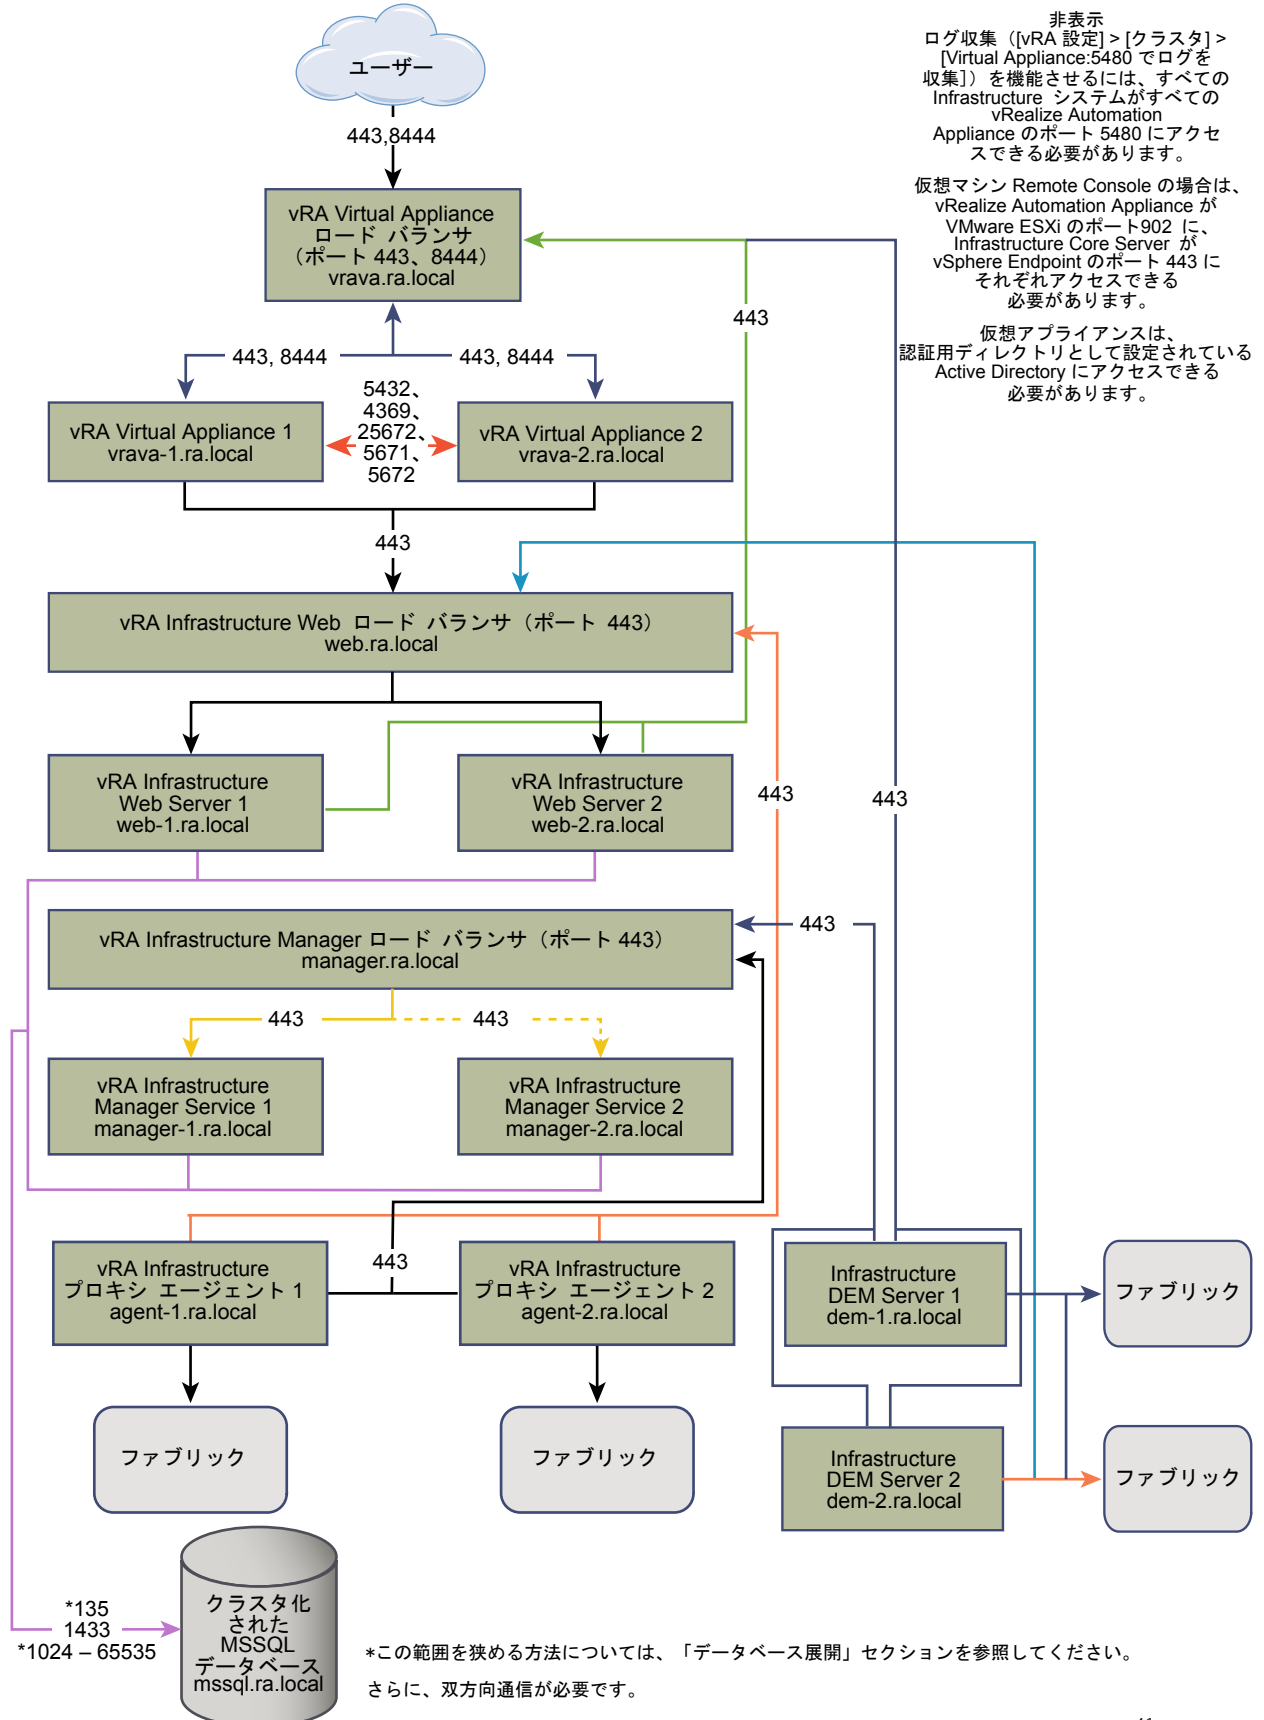 ユーザー
443,8444
vRA Virtual Appliance
ロード バランサ
（ポート 443、8444）
vrava.ra.local
非表示
ログ収集（[vRA 設定] > [クラスタ] >
[Virtual Appliance:5480 でログを
収集]）を機能させるには、すべての
Infrastructure システムがすべての
vRealize Automation
Appliance のポート 5480 にアクセ
スできる必要があります。
仮想マシン Remote Console の場合は、
vRealize Automation Appliance が
VMware ESXi のポート902 に、
Infrastructure Core Server が
vSphere Endpoint のポート 443 に
それぞれアクセスできる
必要があります。
仮想アプライアンスは、
認証用ディレクトリとして設定されている
Active Directory にアクセスできる
必要があります。
443
443, 8444
443, 8444
vRA Virtual Appliance 1
vrava-1.ra.local
5432、
4369、
25672、
5671、
5672
vRA Virtual Appliance 2
vrava-2.ra.local
443
vRA Infrastructure Web ロード バランサ（ポート 443）
web.ra.local
vRA Infrastructure
Web Server 1
web-1.ra.local
vRA Infrastructure
Web Server 2
web-2.ra.local
443
443
vRA Infrastructure Manager ロード バランサ（ポート 443）
manager.ra.local
443
443
443
vRA Infrastructure
Manager Service 1
manager-1.ra.local
vRA Infrastructure
Manager Service 2
manager-2.ra.local
vRA Infrastructure
プロキシ エージェント 1
agent-1.ra.local
443
vRA Infrastructure
プロキシ エージェント 2
agent-2.ra.local
Infrastructure
DEM Server 1
dem-1.ra.local
ファブリック
ファブリック
ファブリック
Infrastructure
DEM Server 2
dem-2.ra.local
ファブリック
*135
1433
*1024 – 65535
クラスタ化
された
MSSQL
データベース
mssql.ra.local
*この範囲を狭める方法については、「データベース展開」セクションを参照してください。
さらに、双方向通信が必要です。